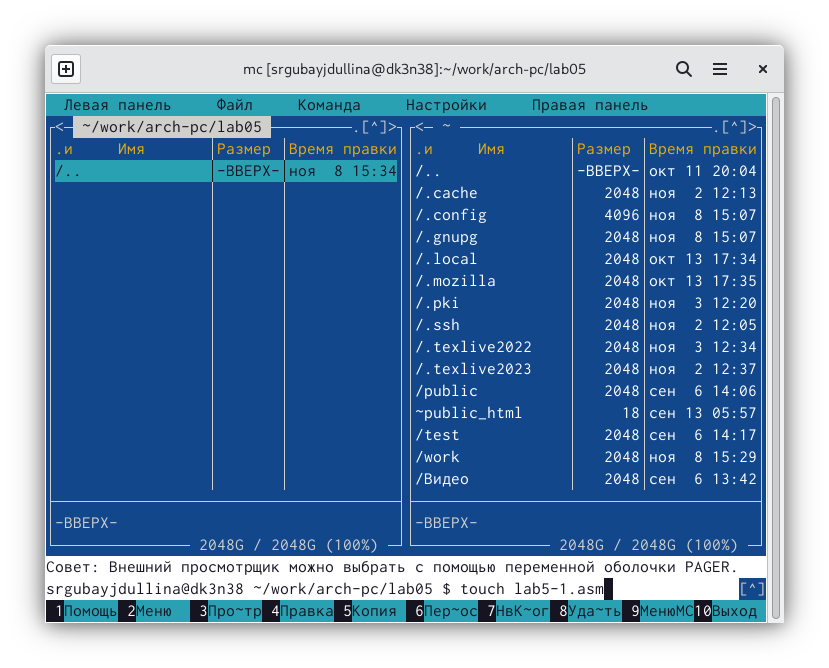 mc [srgubayjdullina@dk3n38]:~/work/arch-pc/lab05
Левая панель Файл Команда Настройки Правая панель
<─ ~/work/arch-pc/lab05 ─.[^]> <─ ~ ─.[^]>
.и Имя Размер Время правки .и Имя Размер Время правки
/.. -ВВЕРХ- ноя 8 15:34 /.. -ВВЕРХ- окт 11 20:04
/.cache 2048 ноя 2 12:13
/.config 4096 ноя 8 15:07
/.gnupg 2048 ноя 8 15:07
/.local 2048 окт 13 17:34
/.mozilla 2048 окт 13 17:35
/.pki 2048 ноя 3 12:20
/.ssh 2048 ноя 2 12:05
/.texlive2022 2048 ноя 3 12:34
/.texlive2023 2048 ноя 2 12:37
/public 2048 сен 6 14:06
~public_html 18 сен 13 05:57
/test 2048 сен 6 14:17
/work 2048 ноя 8 15:29
/Видео 2048 сен 6 13:42
-ВВЕРХ- -ВВЕРХ-
2048G / 2048G (100%) 2048G / 2048G (100%)
Совет: Внешний просмотрщик можно выбрать с помощью переменной оболочки PAGER.
srgubayjdullina@dk3n38 ~/work/arch-pc/lab05 $ touch lab5-1.asm [^]
1Помощь 2Меню 3Про~тр 4Правка 5Копия 6Пер~ос 7НвК~ог 8Уда~ть 9МенюMC 10Выход